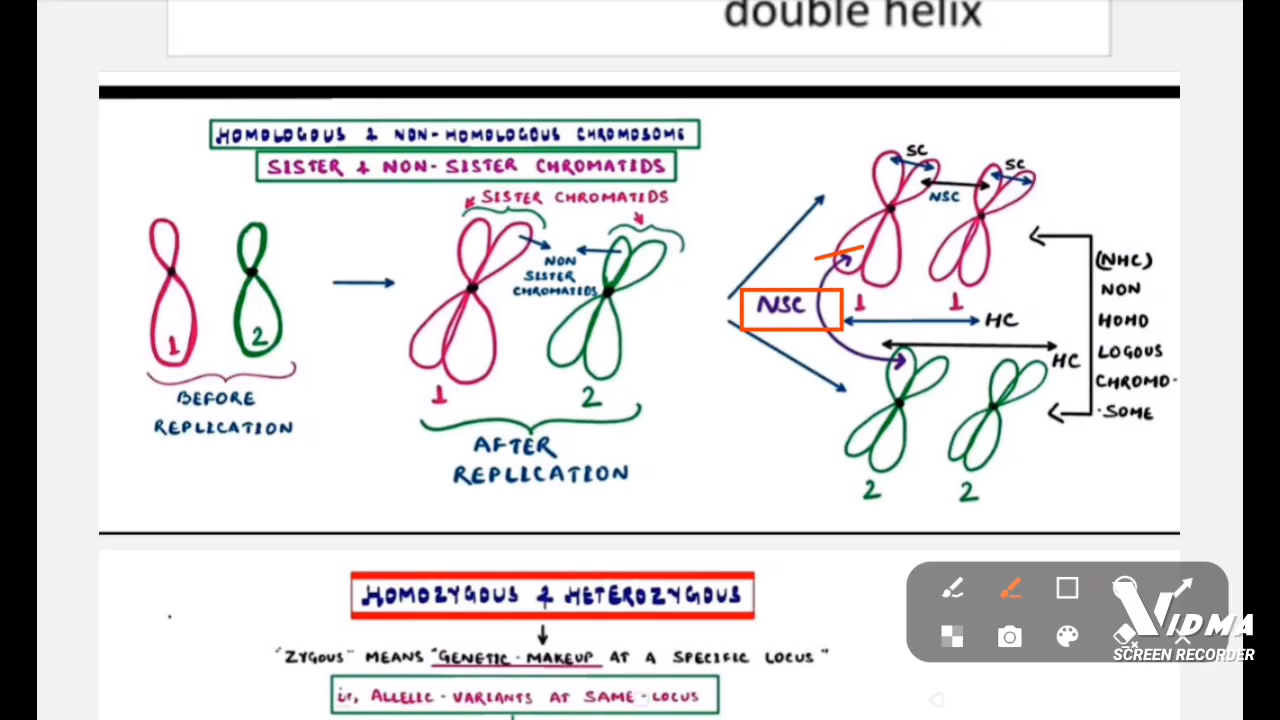 double helix
HOMOLOGOUS & NON-HOMOLOGOUS CHROMOSOME
SISTER & NON-SISTER CHROMATIDS
SISTER CHROMATIDS
NON
SISTER
CHROMATIDS
1
2
BEFORE
REPLICATION
1
2
AFTER
REPLICATION
SC
SC
NSC
NSC
1
1
HC
HC
2
2
(NHC)
NON
HOMO
LOGOUS
CHROMO-
-SOME
HOMOZYGOUS & HETEROZYGOUS
"ZYGOUS" MEANS "GENETIC-MAKEUP AT A SPECIFIC LOCUS"
ie, ALLELIC-VARIANTS AT SAME-LOCUS
VIDMA
SCREEN RECORDER